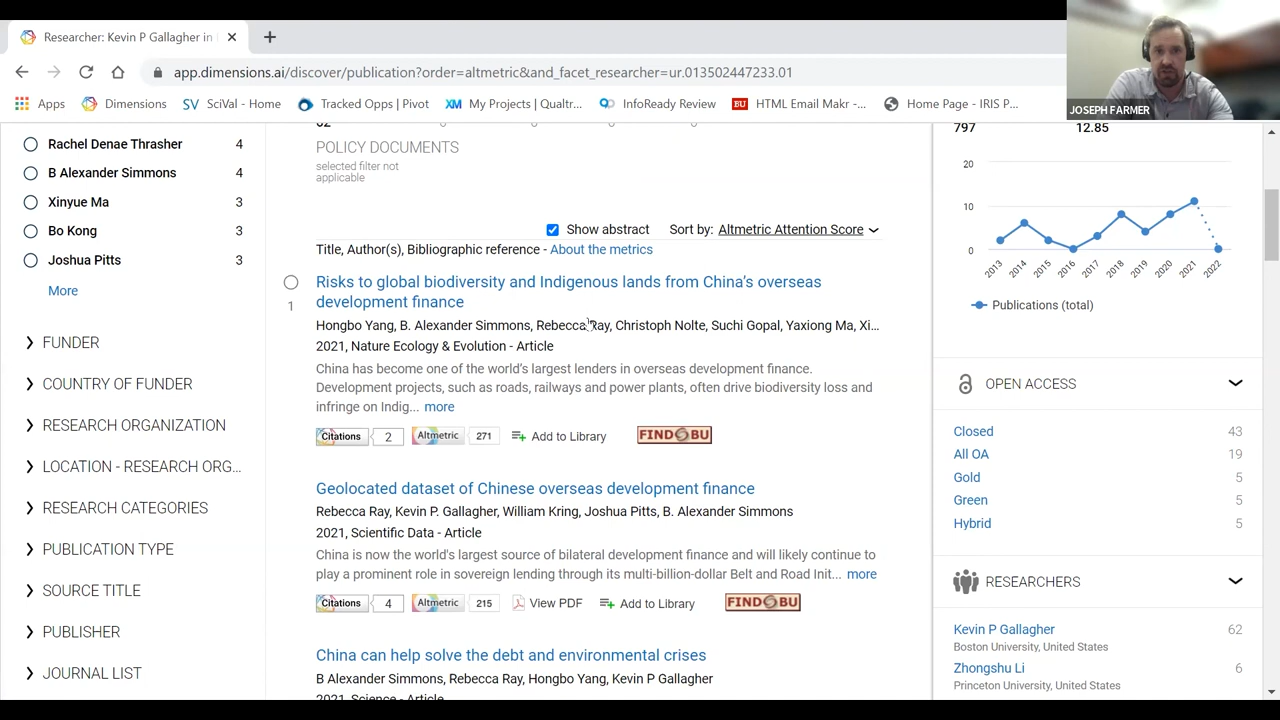 Researcher: Kevin P Gallagher in
app.dimensions.ai/discover/publication?order=altmetric&and_facet_researcher=ur.013502447233.01
Apps
Dimensions
SV SciVal - Home
Tracked Opps | Pivot
XM My Projects | Qualtr...
InfoReady Review
BU HTML Email Makr -...
Home Page - IRIS P...
JOSEPH FARMER
Rachel Denae Thrasher 4
B Alexander Simmons 4
Xinyue Ma 3
Bo Kong 3
Joshua Pitts 3
More
FUNDER
COUNTRY OF FUNDER
RESEARCH ORGANIZATION
LOCATION - RESEARCH ORG...
RESEARCH CATEGORIES
PUBLICATION TYPE
SOURCE TITLE
PUBLISHER
JOURNAL LIST
POLICY DOCUMENTS
selected filter not
applicable
Show abstract Sort by: Altmetric Attention Score
Title, Author(s), Bibliographic reference - About the metrics
Risks to global biodiversity and Indigenous lands from China's overseas
development finance
1
Hongbo Yang, B. Alexander Simmons, Rebecca Ray, Christoph Nolte, Suchi Gopal, Yaxiong Ma, Xi...
2021, Nature Ecology & Evolution - Article
China has become one of the world's largest lenders in overseas development finance.
Development projects, such as roads, railways and power plants, often drive biodiversity loss and
infringe on Indig... more
Citations 2 Altmetric 271 Add to Library FIND@BU
Geolocated dataset of Chinese overseas development finance
Rebecca Ray, Kevin P. Gallagher, William Kring, Joshua Pitts, B. Alexander Simmons
2021, Scientific Data - Article
China is now the world's largest source of bilateral development finance and will likely continue to
play a prominent role in sovereign lending through its multi-billion-dollar Belt and Road Init... more
Citations 4 Altmetric 215 View PDF Add to Library FIND@BU
China can help solve the debt and environmental crises
B Alexander Simmons, Rebecca Ray, Hongbo Yang, Kevin P Gallagher
2021, Science - Article
797 12.85
20
10
0
2013 2014 2015 2016 2017 2018 2019 2020 2021 2022
Publications (total)
OPEN ACCESS
Closed 43
All OA 19
Gold 5
Green 5
Hybrid 5
RESEARCHERS
Kevin P Gallagher 62
Boston University, United States
Zhongshu Li 6
Princeton University, United States